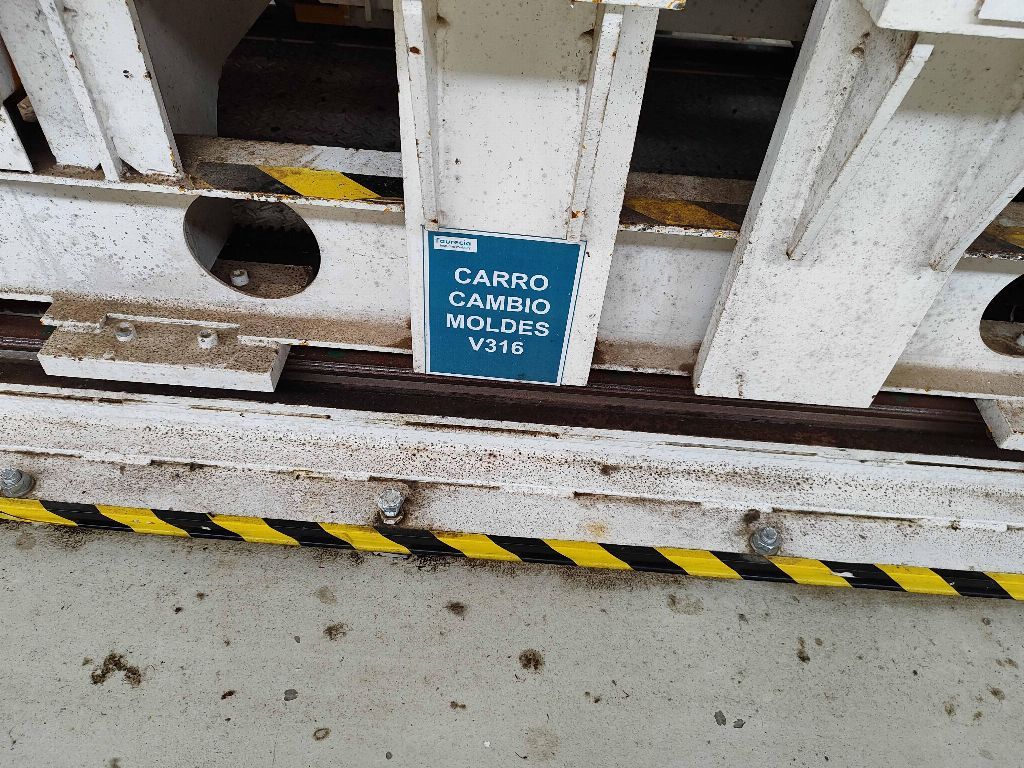 faurecia
CARRO
CAMBIO
MOLDES
V316